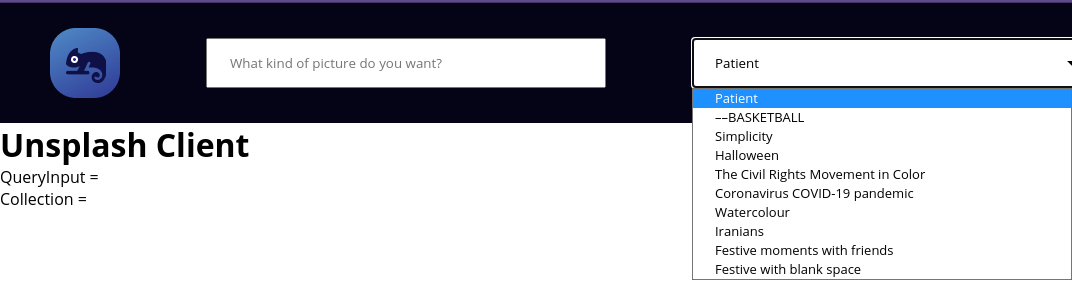 What kind of picture do you want?
Patient
Patient
––BASKETBALL
Simplicity
Halloween
The Civil Rights Movement in Color
Coronavirus COVID-19 pandemic
Watercolour
Iranians
Festive moments with friends
Festive with blank space
Unsplash Client
QueryInput =
Collection =